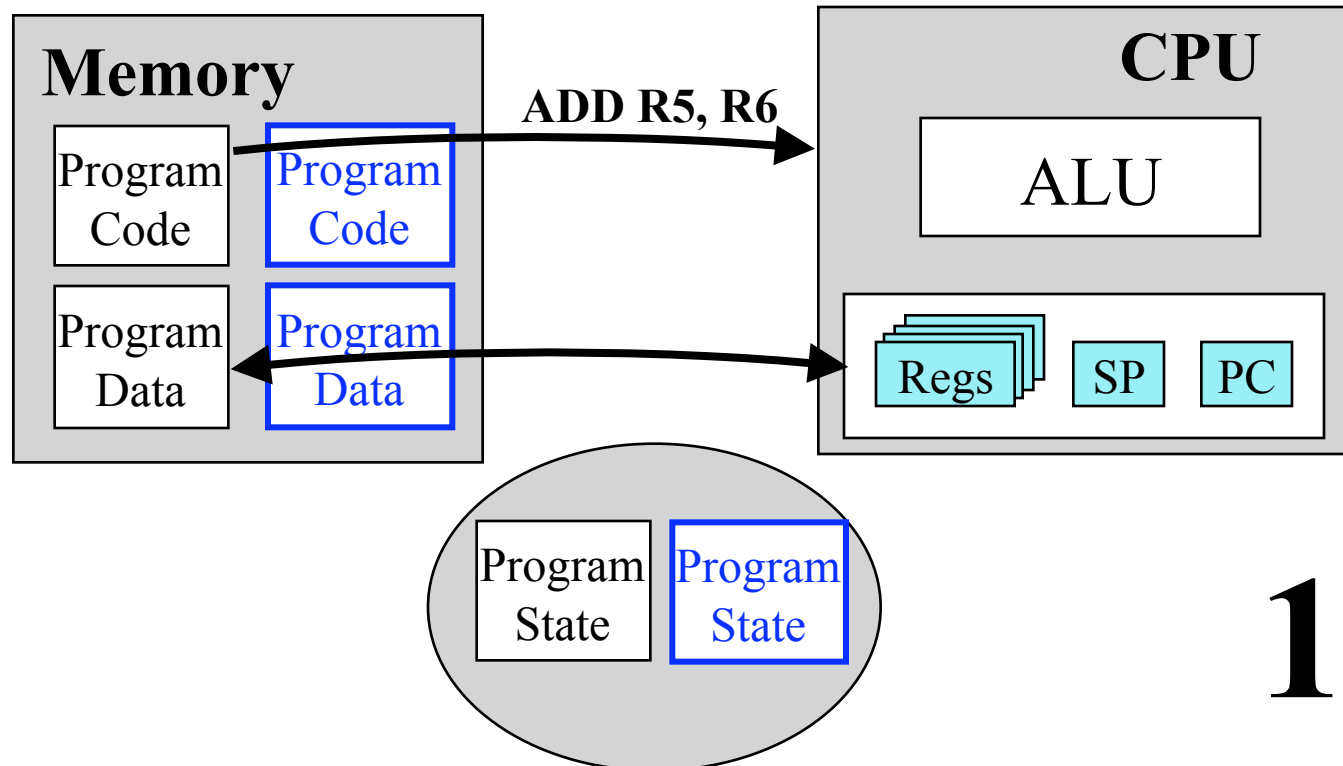 Memory
CPU
ADD R5, R6
Program
Code
Program
Code
ALU
Program
Data
Program
Data
Regs
SP
PC
Program
State
Program
State
1